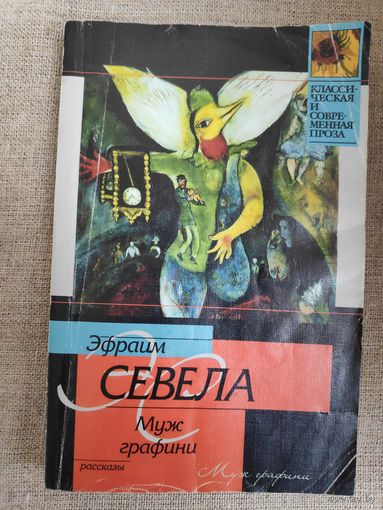 КЛАССИ-
ЧЕСКАЯ
И
СОВРЕ-
МЕННАЯ
ПРОЗА
Эфраим
СЕВЕЛА
Муж
графини
рассказы
Муж графини